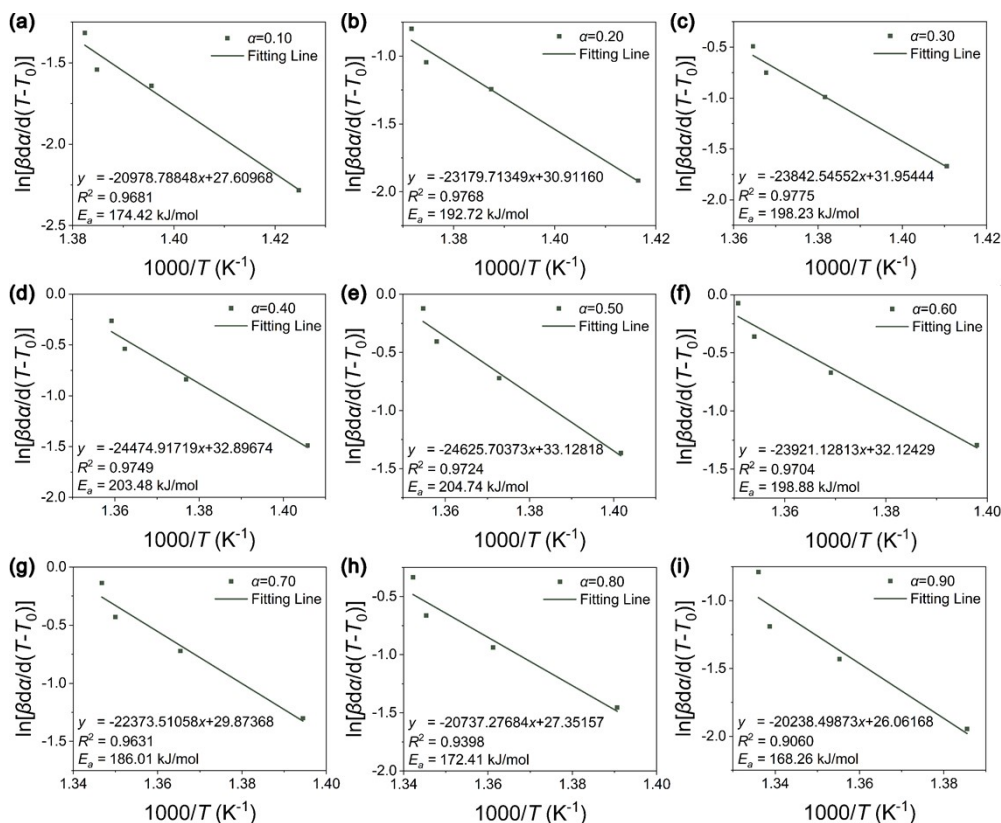 (a)
α=0.10
Fitting Line
-1.5
-2.0
-2.5
y = -20978.78848x+27.60968
R² = 0.9681
Eₐ = 174.42 kJ/mol
1.38 1.40 1.42
1000/T (K⁻¹)
ln[βdα/d(T-T₀)]
(b)
α=0.20
Fitting Line
-1.0
-1.5
-2.0
y = -23179.71349x+30.91160
R² = 0.9768
Eₐ = 192.72 kJ/mol
1.38 1.40 1.42
1000/T (K⁻¹)
ln[βdα/d(T-T₀)]
(c)
α=0.30
Fitting Line
-0.5
-1.0
-1.5
-2.0
y = -23842.54552x+31.95444
R² = 0.9775
Eₐ = 198.23 kJ/mol
1.36 1.38 1.40 1.42
1000/T (K⁻¹)
ln[βdα/d(T-T₀)]
(d)
α=0.40
Fitting Line
0.0
-0.5
-1.0
-1.5
-2.0
y = -24474.91719x+32.89674
R² = 0.9749
Eₐ = 203.48 kJ/mol
1.36 1.38 1.40
1000/T (K⁻¹)
ln[βdα/d(T-T₀)]
(e)
α=0.50
Fitting Line
0.0
-0.5
-1.0
-1.5
y = -24625.70373x+33.12818
R² = 0.9724
Eₐ = 204.74 kJ/mol
1.36 1.38 1.40
1000/T (K⁻¹)
ln[βdα/d(T-T₀)]
(f)
α=0.60
Fitting Line
0.0
-0.5
-1.0
-1.5
y = -23921.12813x+32.12429
R² = 0.9704
Eₐ = 198.88 kJ/mol
1.36 1.38 1.40
1000/T (K⁻¹)
ln[βdα/d(T-T₀)]
(g)
α=0.70
Fitting Line
0.0
-0.5
-1.0
-1.5
y = -22373.51058x+29.87368
R² = 0.9631
Eₐ = 186.01 kJ/mol
1.34 1.36 1.38 1.40
1000/T (K⁻¹)
ln[βdα/d(T-T₀)]
(h)
α=0.80
Fitting Line
-0.5
-1.0
-1.5
-2.0
y = -20737.27684x+27.35157
R² = 0.9398
Eₐ = 172.41 kJ/mol
1.34 1.36 1.38 1.40
1000/T (K⁻¹)
ln[βdα/d(T-T₀)]
(i)
α=0.90
Fitting Line
-1.0
-1.5
-2.0
y = -20238.49873x+26.06168
R² = 0.9060
Eₐ = 168.26 kJ/mol
1.34 1.36 1.38
1000/T (K⁻¹)
ln[βdα/d(T-T₀)]